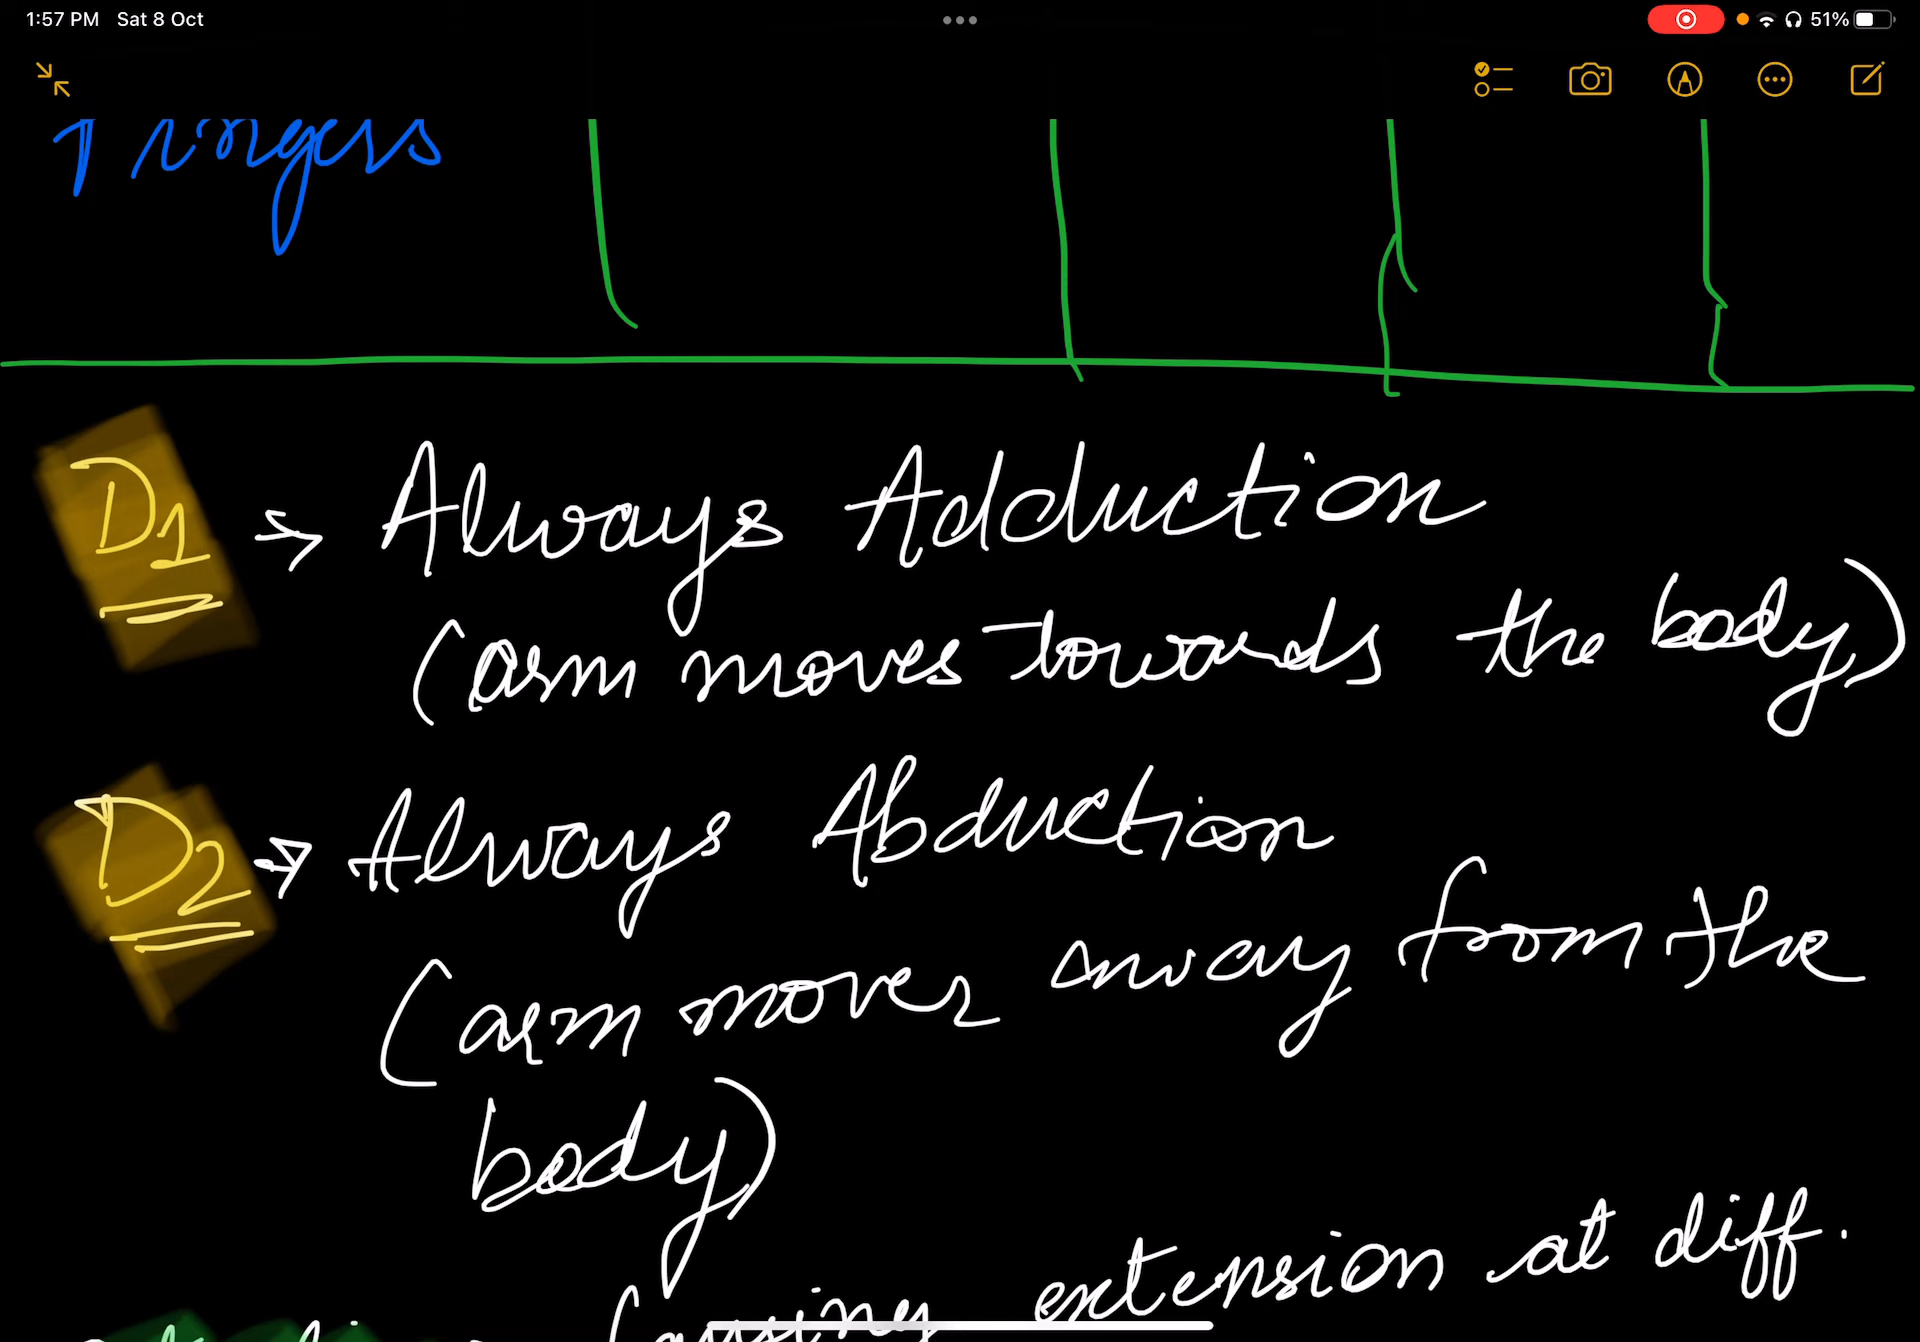 1:57 PM Sat 8 Oct
51%
Fingers
D1 → Always Adduction
(arm moves towards the body)
D2 → Always Abduction
(arm moves away from the
body)
extension at diff.